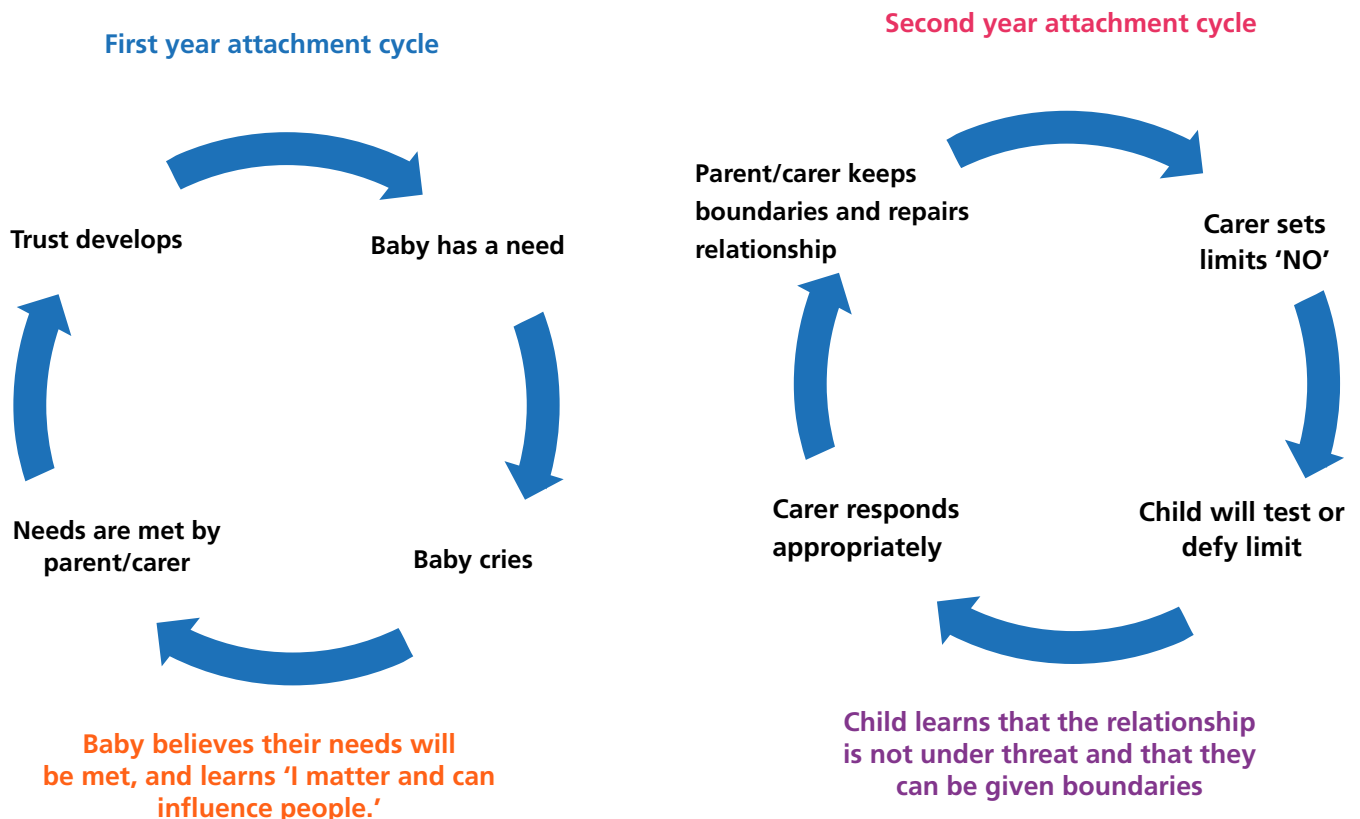 First year attachment cycle
Trust develops
Baby has a need
Needs are met by
parent/carer
Baby cries
Baby believes their needs will
be met, and learns ‘I matter and can
influence people.’
Second year attachment cycle
Parent/carer keeps
boundaries and repairs
relationship
Carer sets
limits ‘NO’
Carer responds
appropriately
Child will test or
defy limit
Child learns that the relationship
is not under threat and that they
can be given boundaries